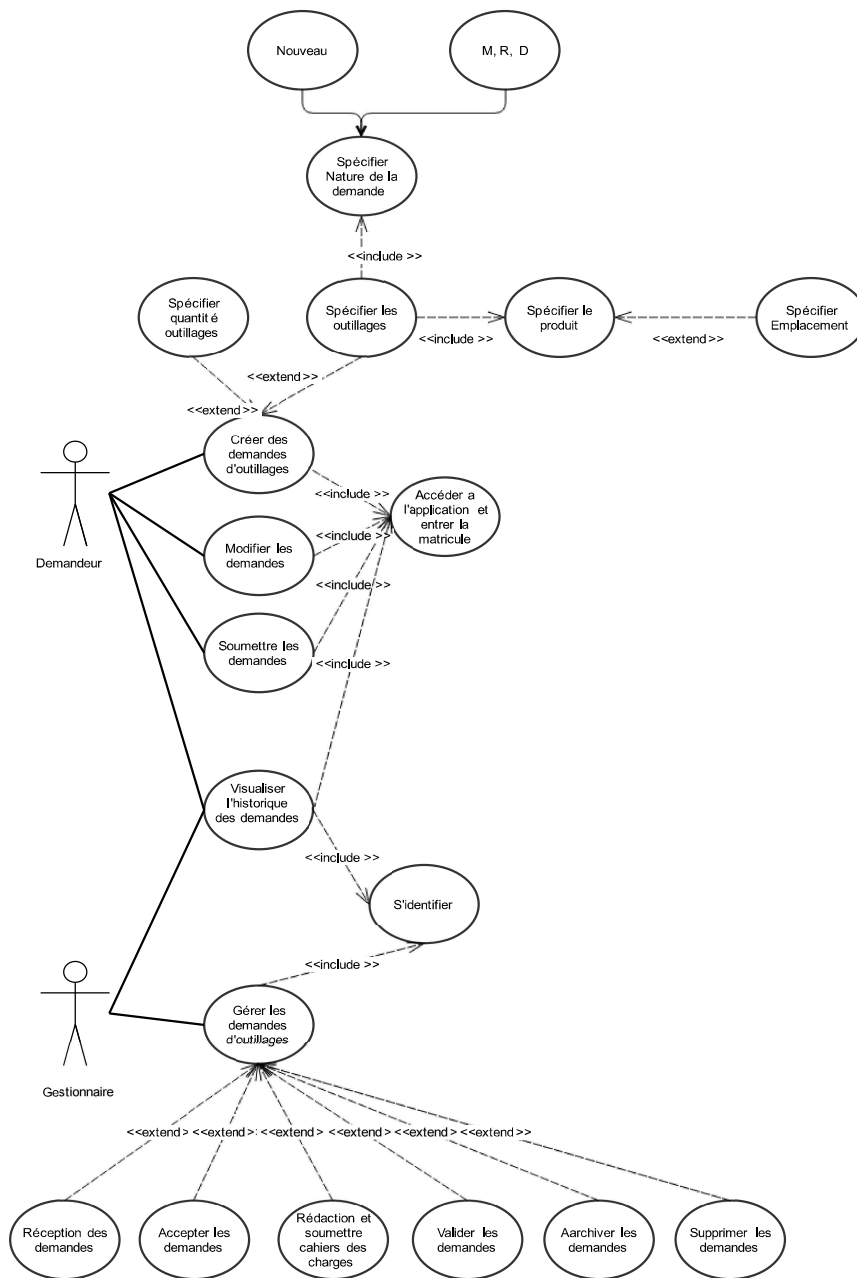 Nouveau
M, R, D
Spécifier
Nature de la
demande
<<include >>
Spécifier
quantité
outillages
Spécifier les
outillages
<<include >>
Spécifier le
produit
<<extend >>
Spécifier
Emplacement
<<extend >>
<<extend >>
Créer des
demandes
d'outillages
<<include >>
Accéder a
l'application et
entrer la
matricule
Demandeur
Modifier les
demandes
<<include >>
<<include >>
Soumettre les
demandes
<<include >>
Visualiser
l'historique
des demandes
<<include >>
S'identifier
<<include >>
Gérer les
demandes
d'outillages
Gestionnaire
<<extend>
<<extend >
<<extend >
<<extend >
<<extend >
<<extend >>
Réception des
demandes
Accepter les
demandes
Rédaction et
soumettre
cahiers des
charges
Valider les
demandes
Aarchiver les
demandes
Supprimer les
demandes